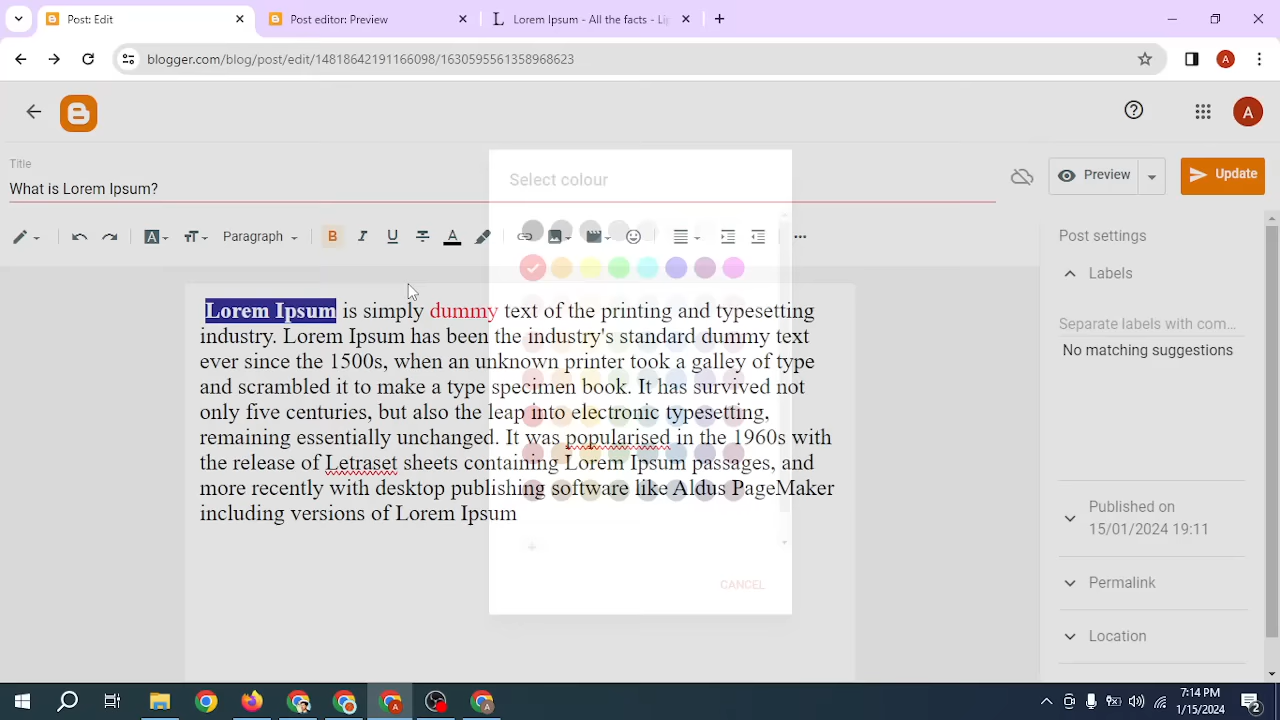 Post: Edit
Post editor: Preview
Lorem Ipsum - All the facts - Li
blogger.com/blog/post/edit/14818642191166098/1630595561358968623
A
A
Title
What is Lorem Ipsum?
Preview
Update
Select colour
Paragraph
B
I
U
Post settings
Labels
Separate labels with com...
No matching suggestions
Lorem Ipsum is simply dummy text of the printing and typesetting
industry. Lorem Ipsum has been the industry's standard dummy text
ever since the 1500s, when an unknown printer took a galley of type
and scrambled it to make a type specimen book. It has survived not
only five centuries, but also the leap into electronic typesetting,
remaining essentially unchanged. It was popularised in the 1960s with
the release of Letraset sheets containing Lorem Ipsum passages, and
more recently with desktop publishing software like Aldus PageMaker
including versions of Lorem Ipsum
CANCEL
Published on
15/01/2024 19:11
Permalink
Location
7:14 PM
1/15/2024
2